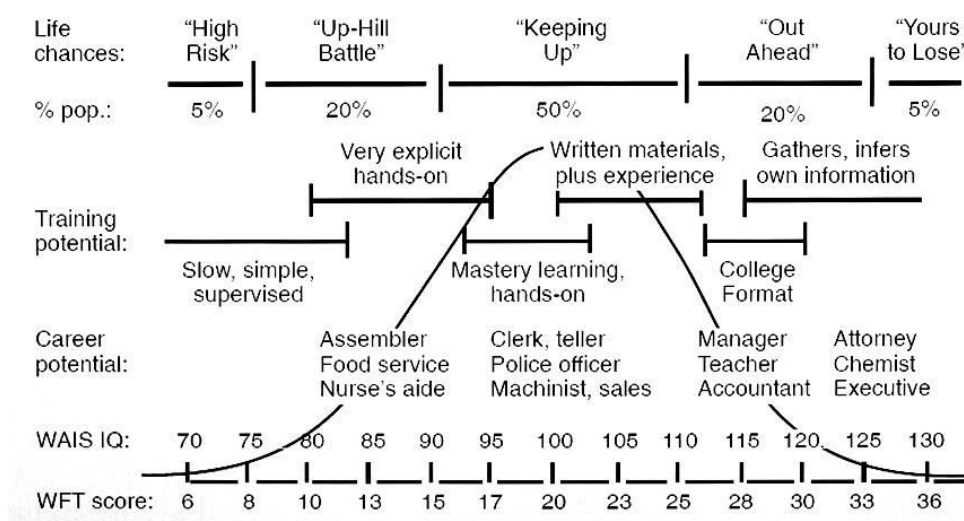 Life chances: "High Risk" "Up-Hill Battle" "Keeping Up" "Out Ahead" "Yours to Lose"
% pop.: 5% 20% 50% 20% 5%
Very explicit hands-on
Written materials, plus experience
Gathers, infers own information
Training potential:
Slow, simple, supervised
Mastery learning, hands-on
College Format
Career potential:
Assembler
Food service
Nurse's aide
Clerk, teller
Police officer
Machinist, sales
Manager
Teacher
Accountant
Attorney
Chemist
Executive
WAIS IQ: 70 75 80 85 90 95 100 105 110 115 120 125 130
WFT score: 6 8 10 13 15 17 20 23 25 28 30 33 36